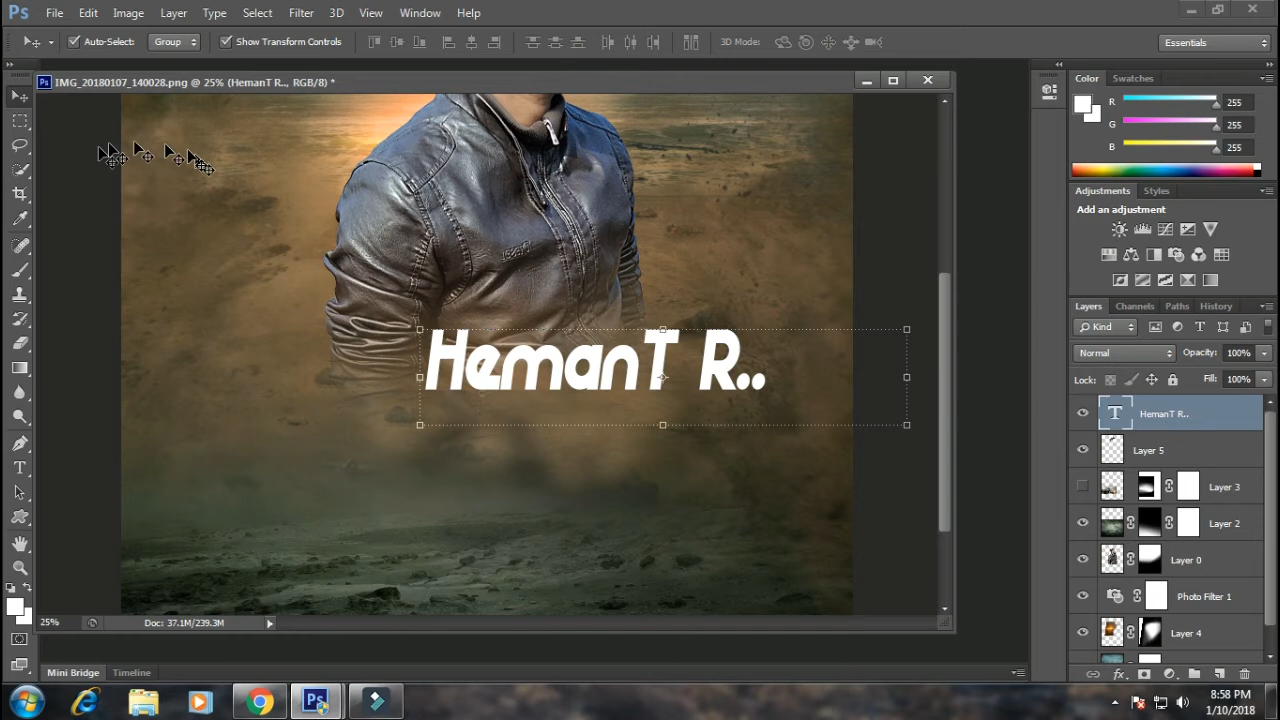 Ps File Edit Image Layer Type Select Filter 3D View Window Help
Auto-Select: Group Show Transform Controls 3D Mode: Essentials
Ps IMG_20180107_140028.png @ 25% (HemanT R.., RGB/8) *
HemanT R..
25% Doc: 37.1M/239.3M
Mini Bridge Timeline
Color Swatches
R 255
G 255
B 255
Adjustments Styles
Add an adjustment
Layers Channels Paths History
Kind
Normal Opacity: 100%
Lock: Fill: 100%
T HemanT R..
Layer 5
Layer 3
Layer 2
Layer 0
Photo Filter 1
Layer 4
fx
Ps
8:58 PM
1/10/2018